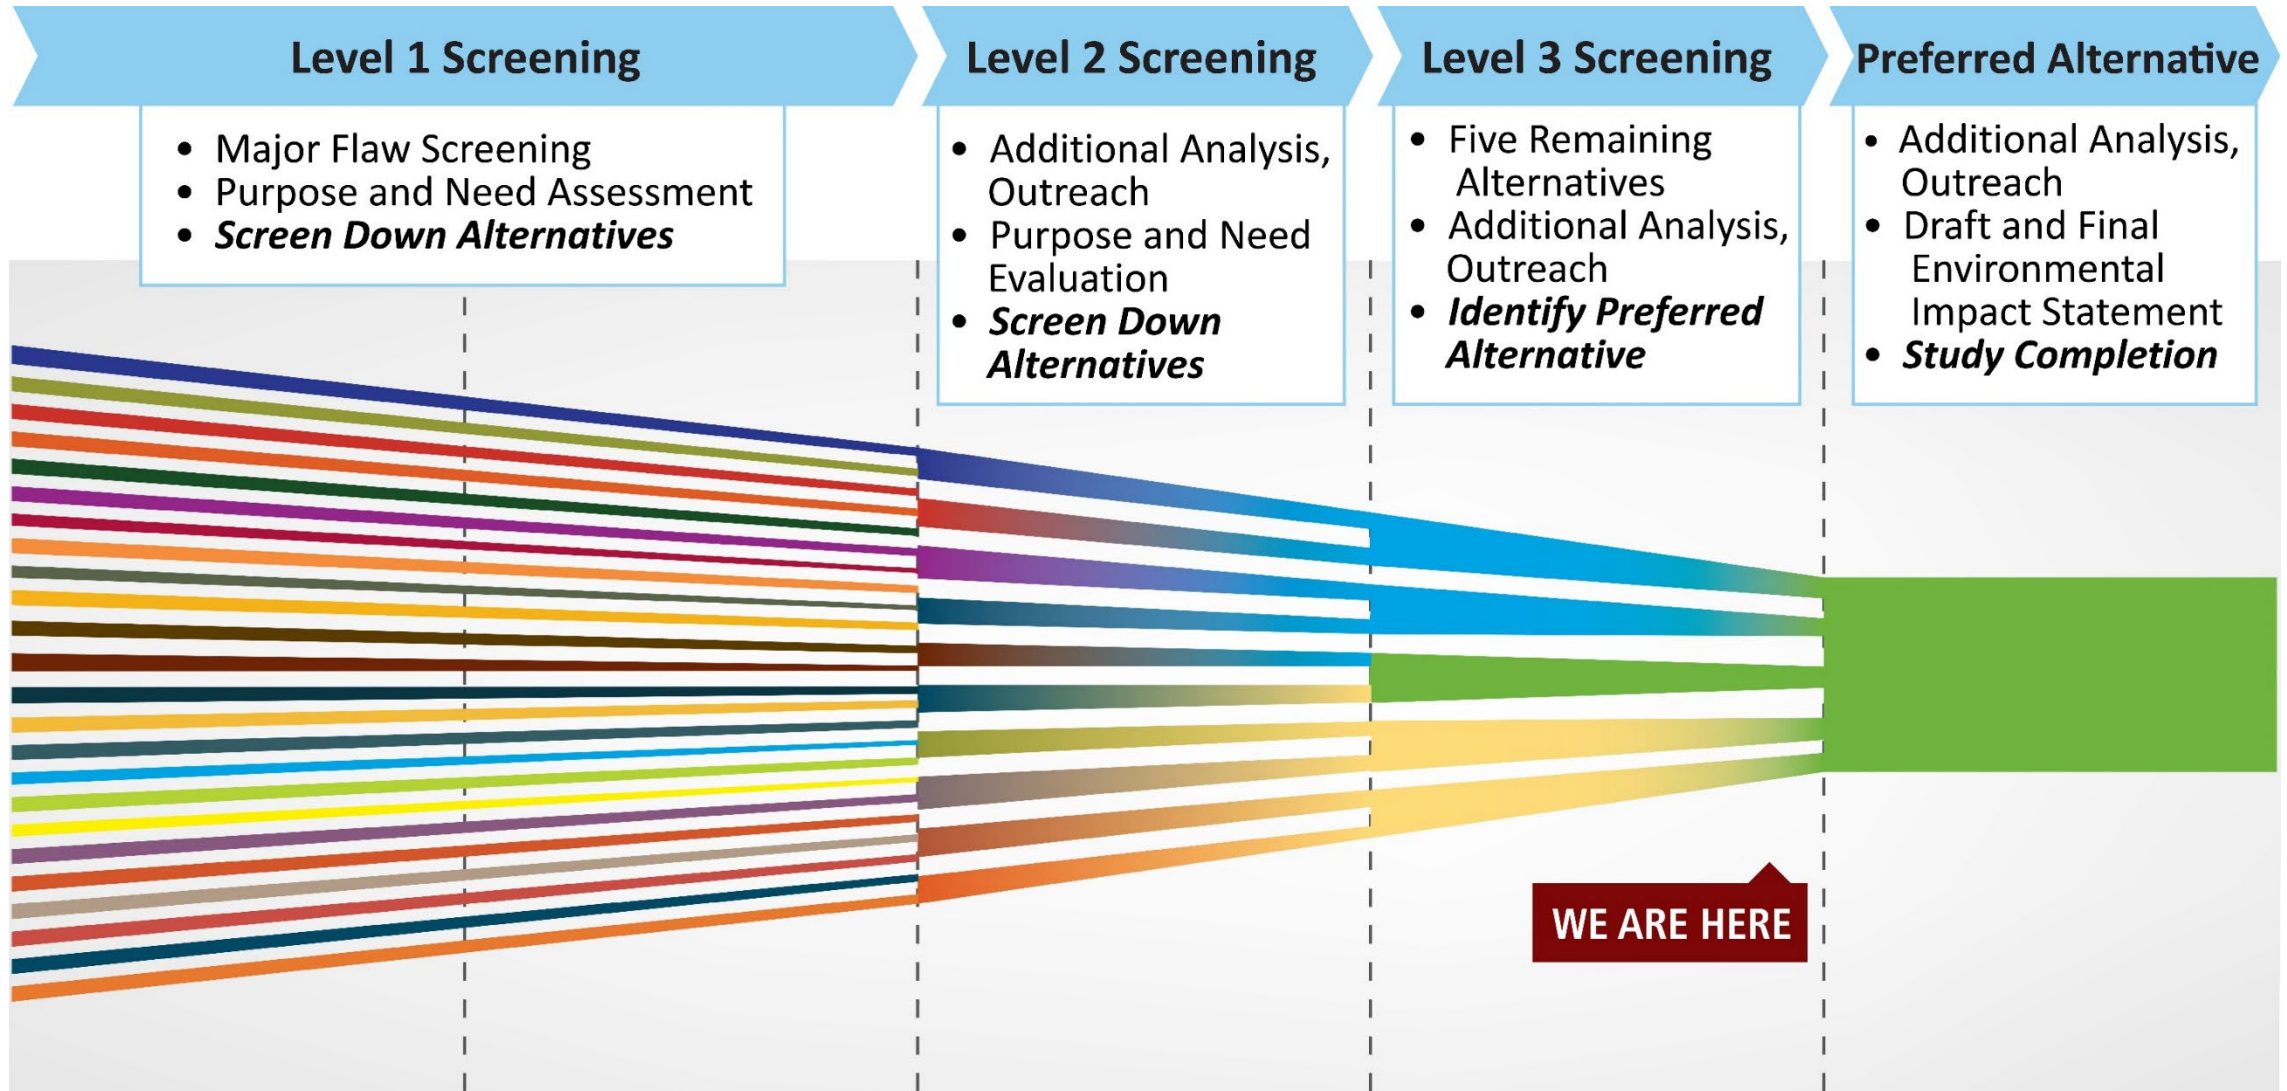 Level 1 Screening
• Major Flaw Screening
• Purpose and Need Assessment
• Screen Down Alternatives
Level 2 Screening
• Additional Analysis,
Outreach
• Purpose and Need
Evaluation
• Screen Down
Alternatives
Level 3 Screening
• Five Remaining
Alternatives
• Additional Analysis,
Outreach
• Identify Preferred
Alternative
Preferred Alternative
• Additional Analysis,
Outreach
• Draft and Final
Environmental
Impact Statement
• Study Completion
WE ARE HERE